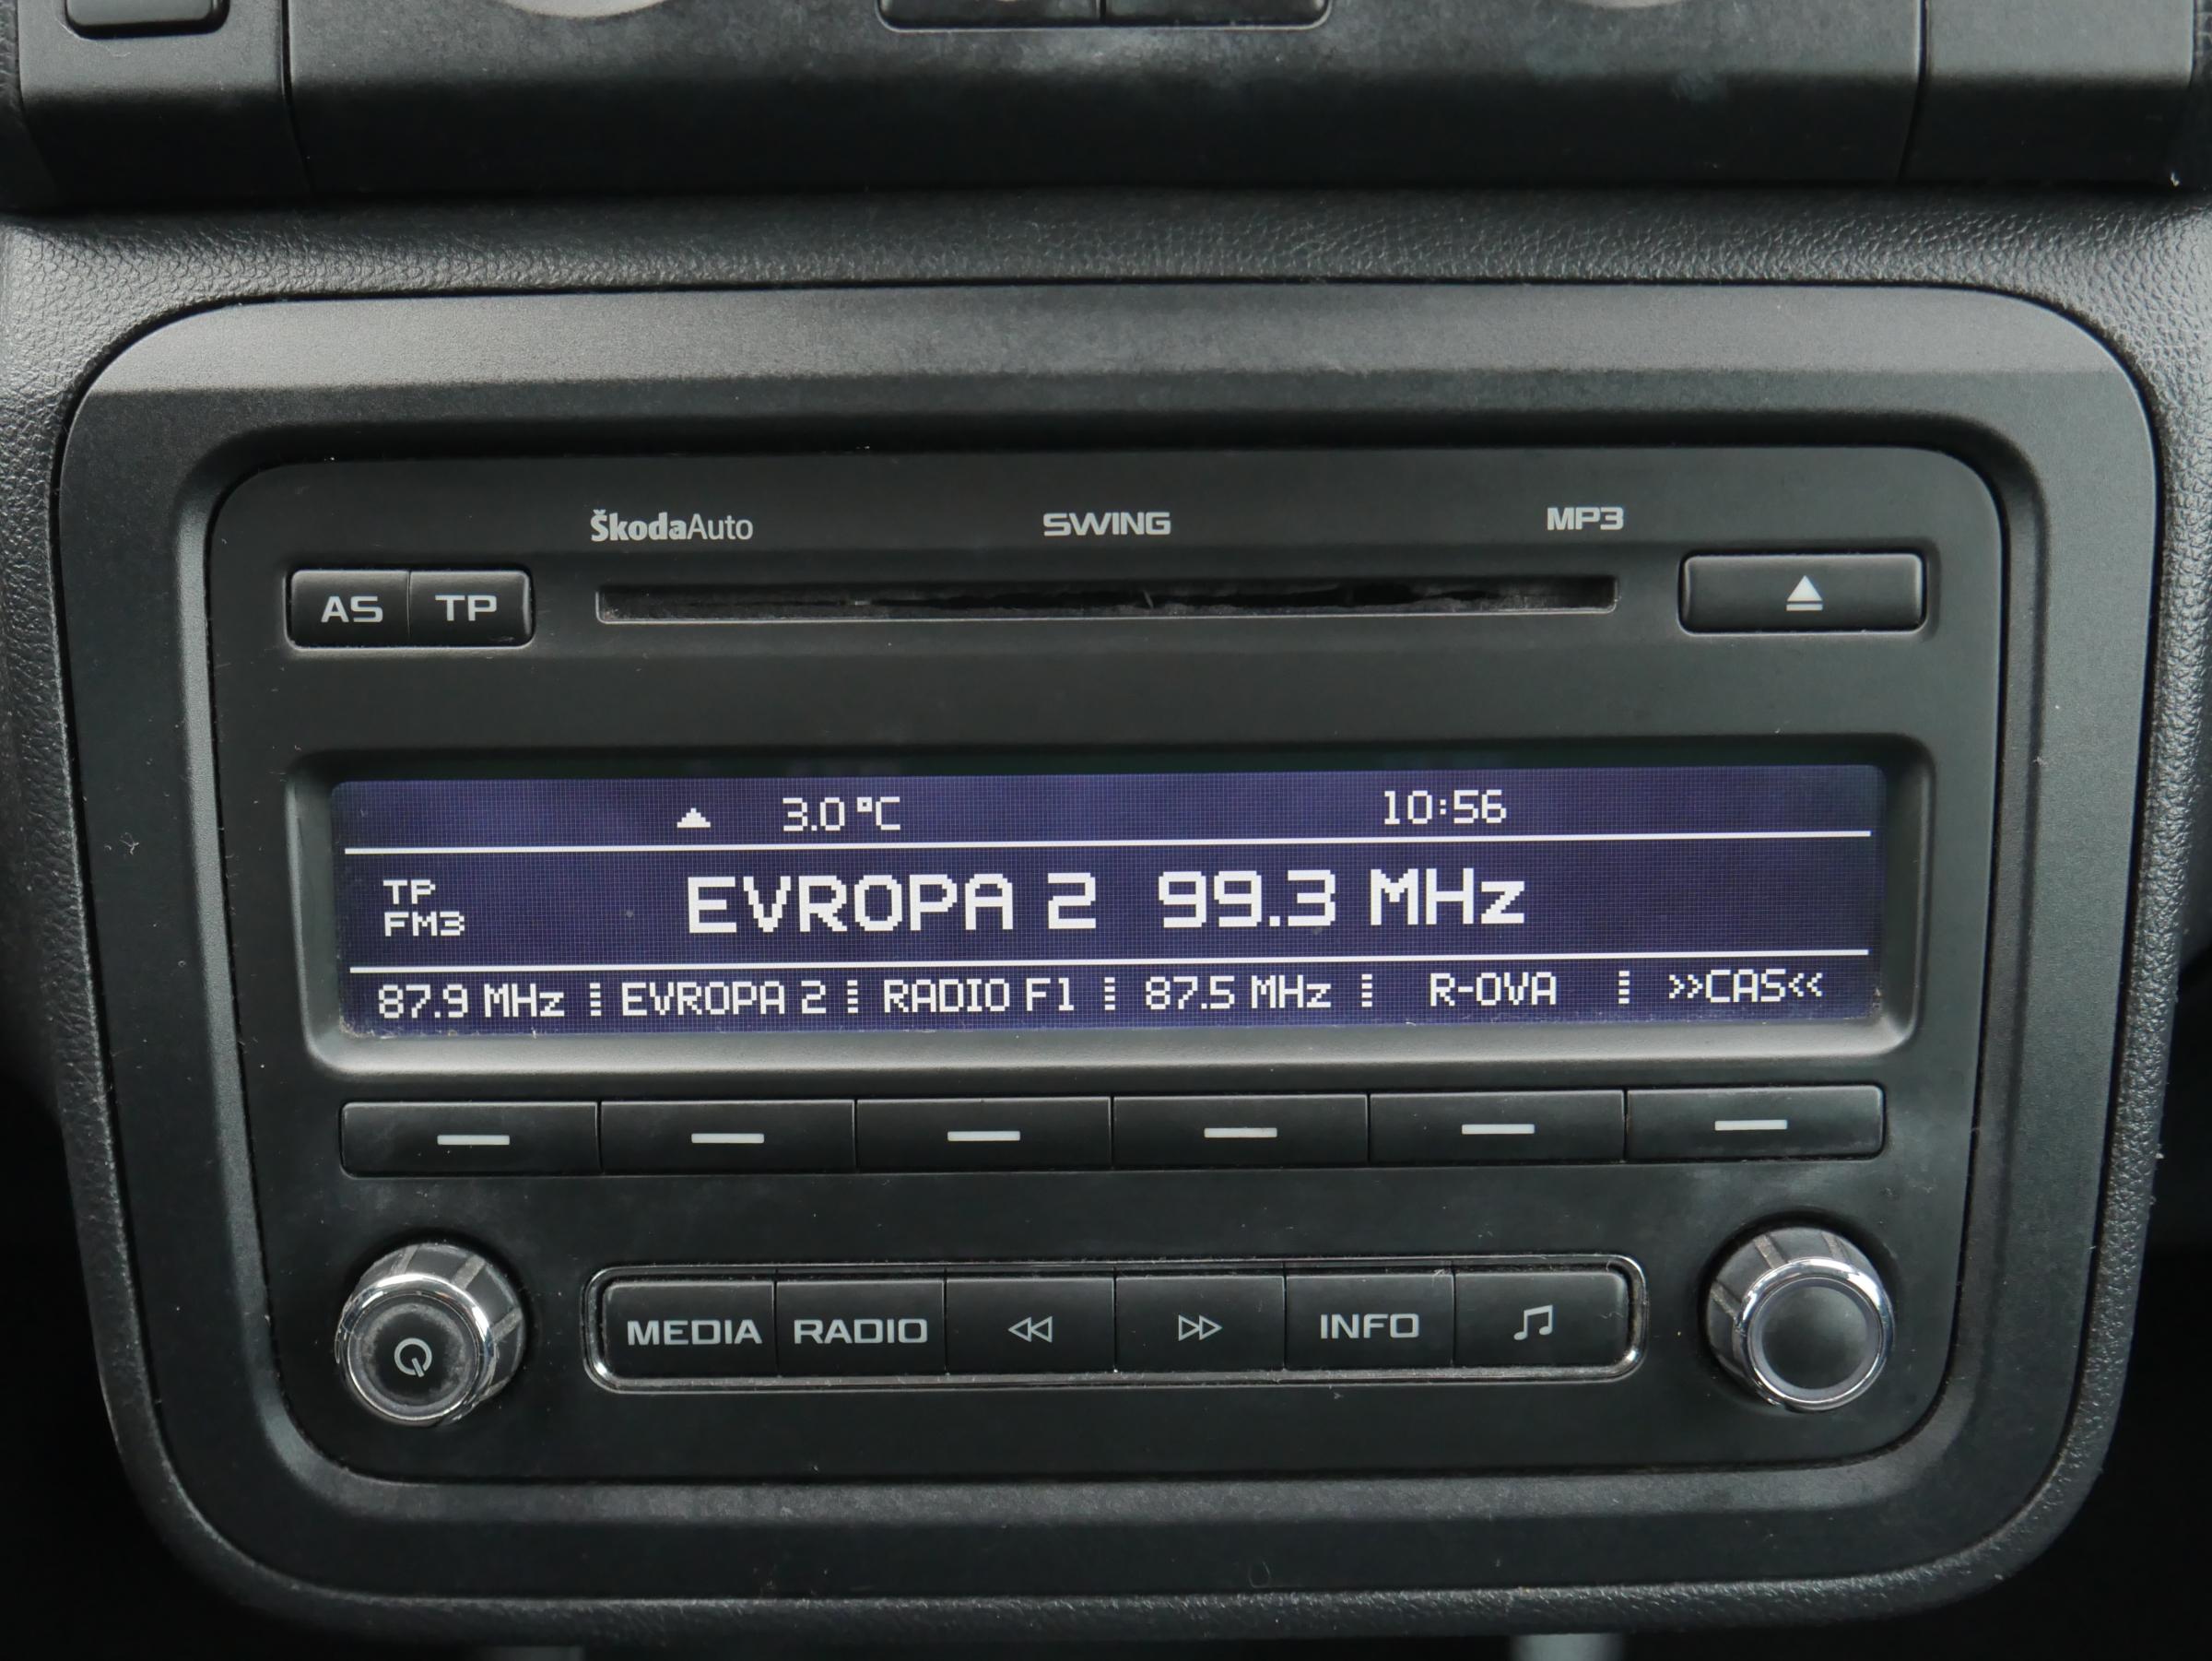 ŠkodaAuto SWING MP3
AS TP
3.0 °C 10:56
TP
FM3
EVROPA 2 99.3 MHz
87.9 MHz EVROPA 2 RADIO F1 87.5 MHz R-OVA >>CAS<<
MEDIA RADIO INFO